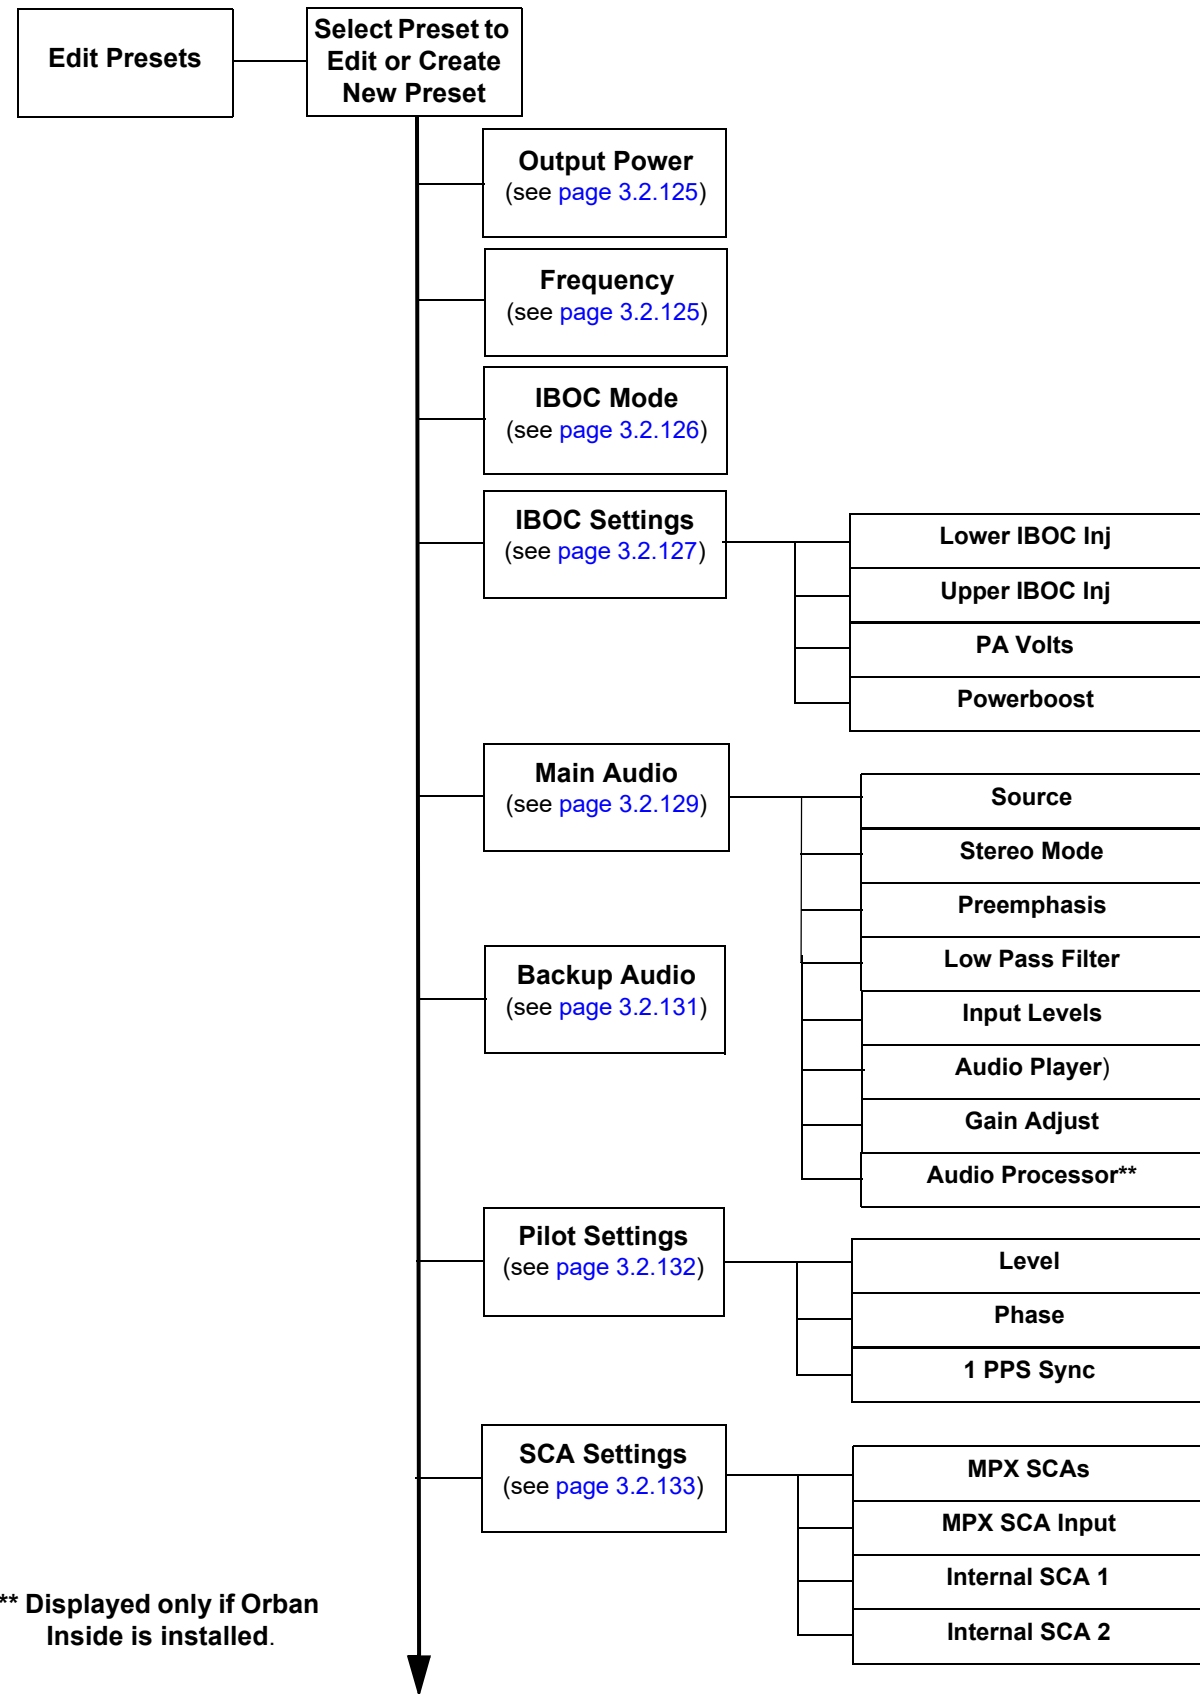 Edit Presets
Select Preset to
Edit or Create
New Preset
Output Power
(see page 3.2.125)
Frequency
(see page 3.2.125)
IBOC Mode
(see page 3.2.126)
IBOC Settings
(see page 3.2.127)
Lower IBOC Inj
Upper IBOC Inj
PA Volts
Powerboost
Main Audio
(see page 3.2.129)
Source
Stereo Mode
Preemphasis
Low Pass Filter
Input Levels
Audio Player)
Gain Adjust
Audio Processor**
Backup Audio
(see page 3.2.131)
Pilot Settings
(see page 3.2.132)
Level
Phase
1 PPS Sync
SCA Settings
(see page 3.2.133)
MPX SCAs
MPX SCA Input
Internal SCA 1
Internal SCA 2
** Displayed only if Orban
Inside is installed.